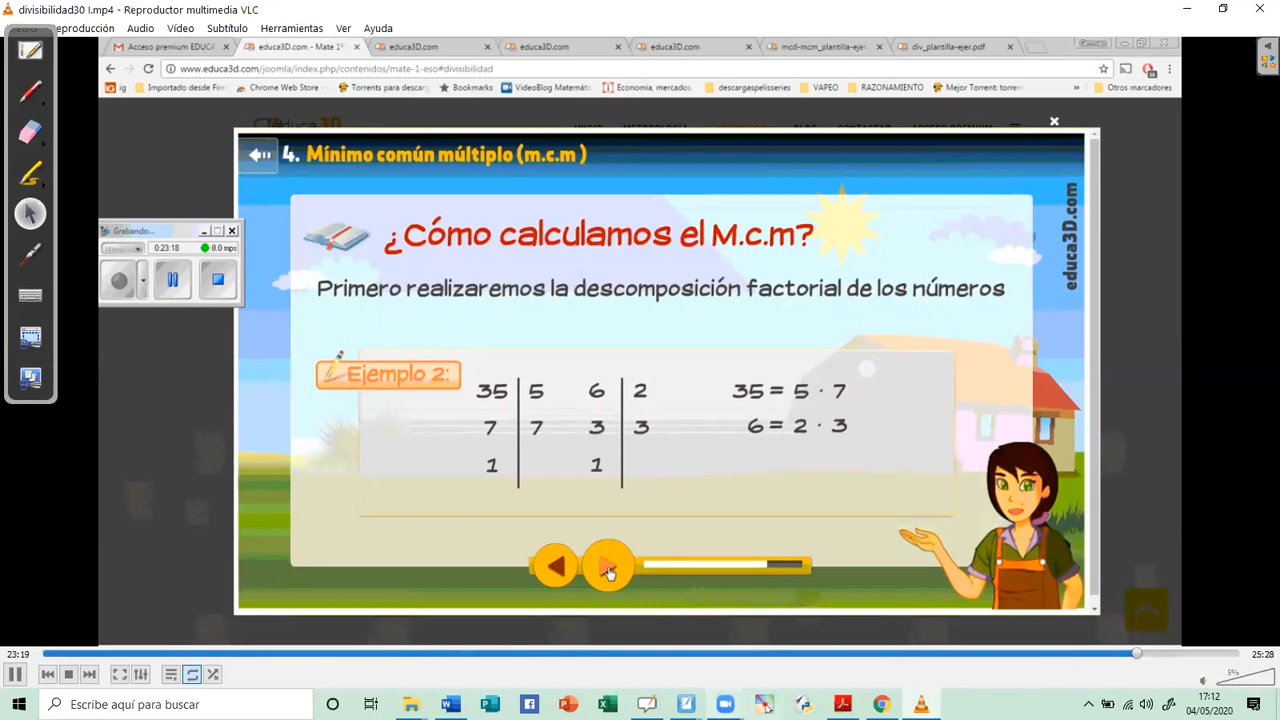 divisibilidad30 I.mp4 - Reproductor multimedia VLC
Reproducción Audio Vídeo Subtítulo Herramientas Ver Ayuda
Acceso premium EDUCA educa3D.com - Mate 1º educa3D.com educa3D.com educa3D.com mcd-mcm_plantilla-ejer div_plantilla-ejer.pdf
www.educa3d.com/joomla/index.php/contenidos/mate-1-eso#divisibilidad
ig Importado desde Fire Chrome Web Store - Torrents para descarg Bookmarks VideoBlog Matemátic Economía, mercados descargaspelisseries VAPEO RAZONAMIENTO Mejor Torrent: torren » Otros marcadores
4. Mínimo común múltiplo (m.c.m )
Grabando...
0:23:18 8.0 mps
¿Cómo calculamos el M.c.m?
Primero realizaremos la descomposición factorial de los números
educa3D.com
Ejemplo 2:
35 5 6 2 35 = 5 · 7
7 7 3 3 6 = 2 · 3
1 1
23:19 25:28
5%
Escribe aquí para buscar
17:12
04/05/2020